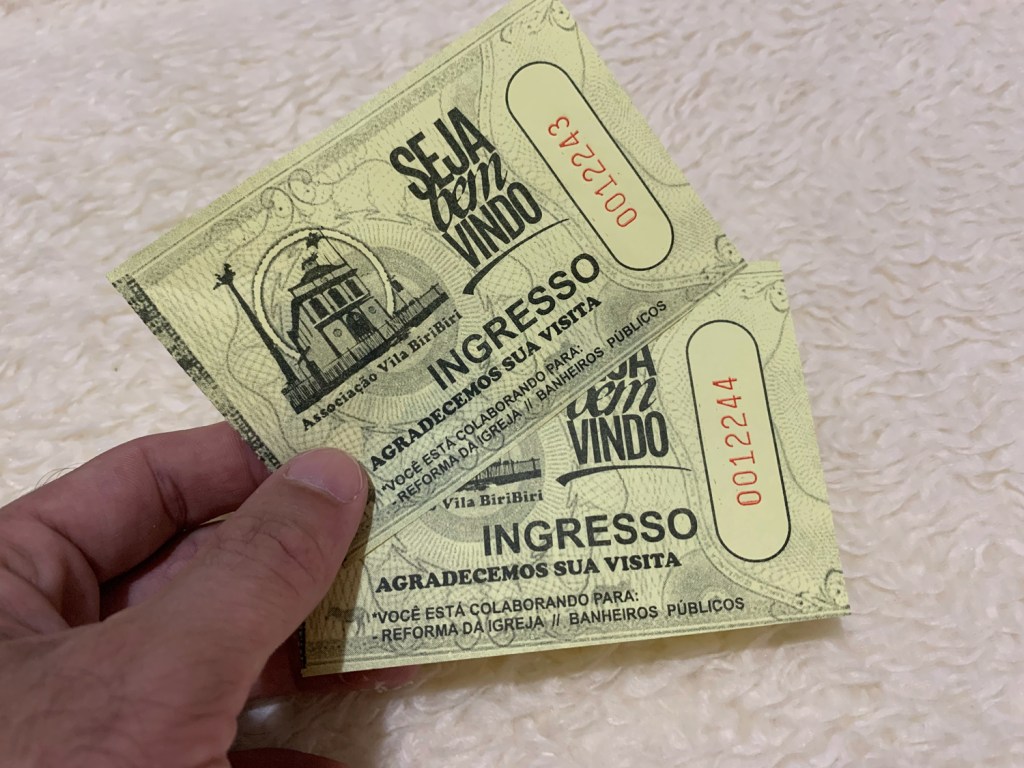 SEJA
bem
VINDO
0012243
Associação Vila BiriBiri
INGRESSO
AGRADECEMOS SUA VISITA
*VOCÊ ESTÁ COLABORANDO PARA:
- REFORMA DA IGREJA // BANHEIROS PÚBLICOS
bem
VINDO
0012244
Vila BiriBiri
INGRESSO
AGRADECEMOS SUA VISITA
*VOCÊ ESTÁ COLABORANDO PARA:
- REFORMA DA IGREJA // BANHEIROS PÚBLICOS